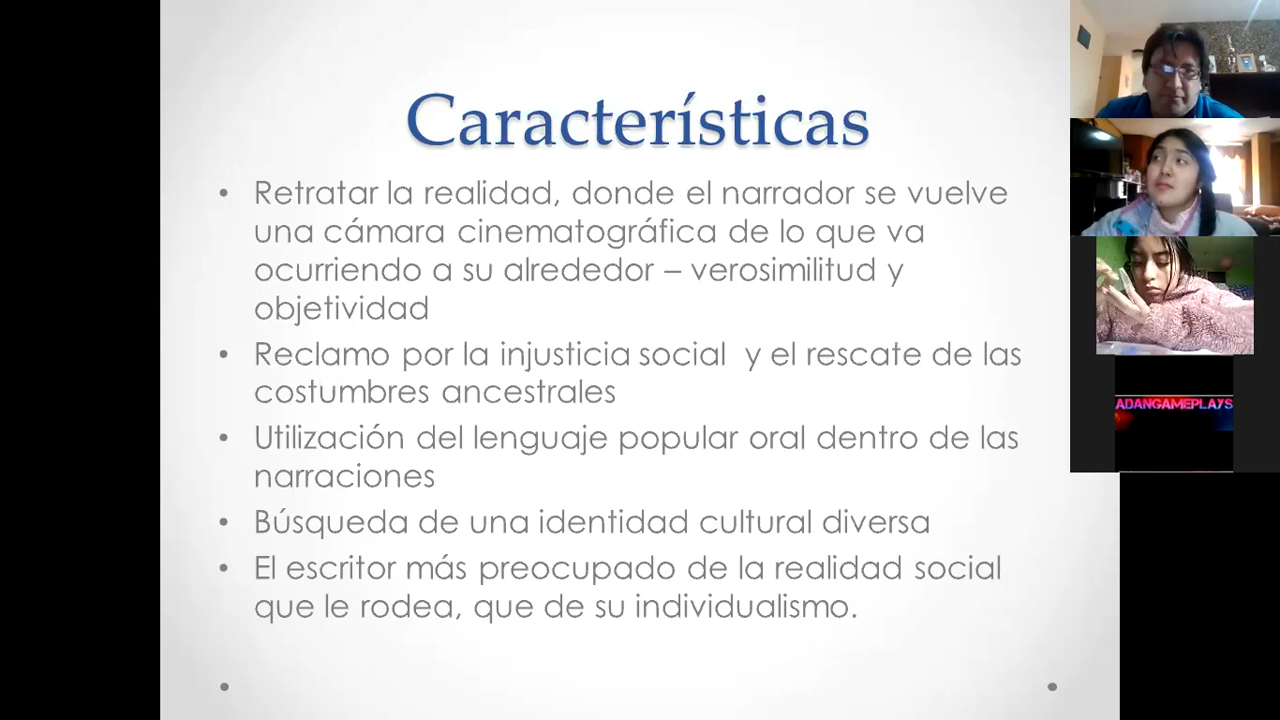 Características
• Retratar la realidad, donde el narrador se vuelve
una cámara cinematográfica de lo que va
ocurriendo a su alrededor – verosimilitud y
objetividad
• Reclamo por la injusticia social y el rescate de las
costumbres ancestrales
• Utilización del lenguaje popular oral dentro de las
narraciones
• Búsqueda de una identidad cultural diversa
• El escritor más preocupado de la realidad social
que le rodea, que de su individualismo.
ADANGAMEPLAYS